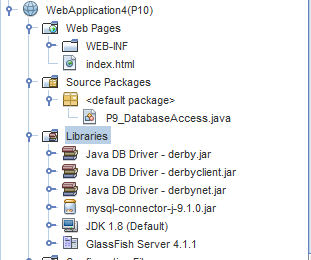 WebApplication4(P10)
Web Pages
WEB-INF
index.html
Source Packages
<default package>
P9_DatabaseAccess.java
Libraries
Java DB Driver - derby.jar
Java DB Driver - derbyclient.jar
Java DB Driver - derbynet.jar
mysql-connector-j-9.1.0.jar
JDK 1.8 (Default)
GlassFish Server 4.1.1